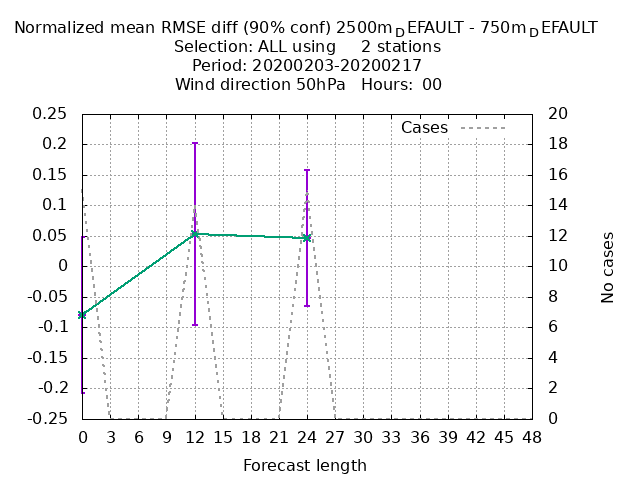 Normalized mean RMSE diff (90% conf) 2500mDEFAULT - 750mDEFAULT
Selection: ALL using 2 stations
Period: 20200203-20200217
Wind direction 50hPa Hours: 00
Cases
0.25
0.2
0.15
0.1
0.05
0
-0.05
-0.1
-0.15
-0.2
-0.25
20
18
16
14
12
10
8
6
4
2
0
No cases
0 3 6 9 12 15 18 21 24 27 30 33 36 39 42 45 48
Forecast length